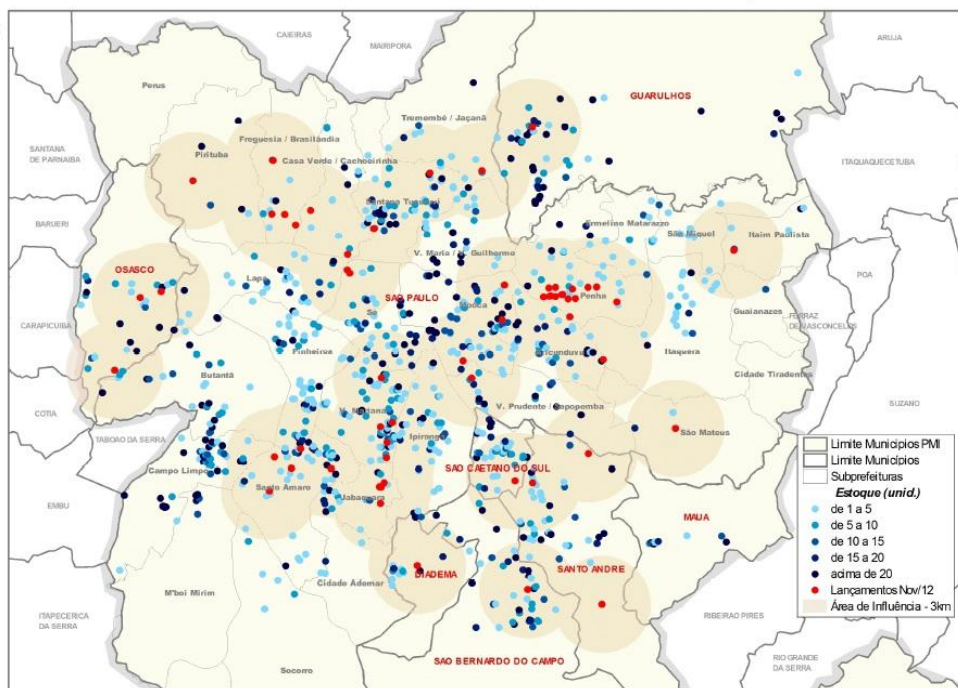 CAIEIRAS
MAIRIPORA
ARUJA
Perus
GUARULHOS
Tremembé / Jaçanã
Freguesia / Brasilândia
SANTANA
DE PARNAIBA
Pirituba
Casa Verde / Cachoeirinha
ITAQUAQUECETUBA
Santana Tucuruvi
BARUERI
Ermelino Matarazzo
São Miguel
Itaim Paulista
V. Maria / V. Guilherme
OSASCO
Lapa
POA
SAO PAULO
Mooca
Penha
Sé
Guaianazes
CARAPICUIBA
FERRAZ
DE VASCONCELOS
Pinheiros
Aricanduva
Itaquera
Butantã
Cidade Tiradentes
COTIA
V. Mariana
V. Prudente / Sapopemba
SUZANO
TABOAO DA SERRA
Ipiranga
São Mateus
Campo Limpo
SAO CAETANO DO SUL
Santo Amaro
Jabaquara
EMBU
MAUA
DIADEMA
SANTO ANDRE
Cidade Ademar
M'boi Mirim
ITAPECERICA
DA SERRA
RIBEIRAO PIRES
SAO BERNARDO DO CAMPO
RIO GRANDE
DA SERRA
Socorro
Limite Municípios PMI
Limite Municípios
Subprefeituras
Estoque (unid.)
de 1 a 5
de 5 a 10
de 10 a 15
de 15 a 20
acima de 20
Lançamentos Nov/12
Área de Influência - 3km